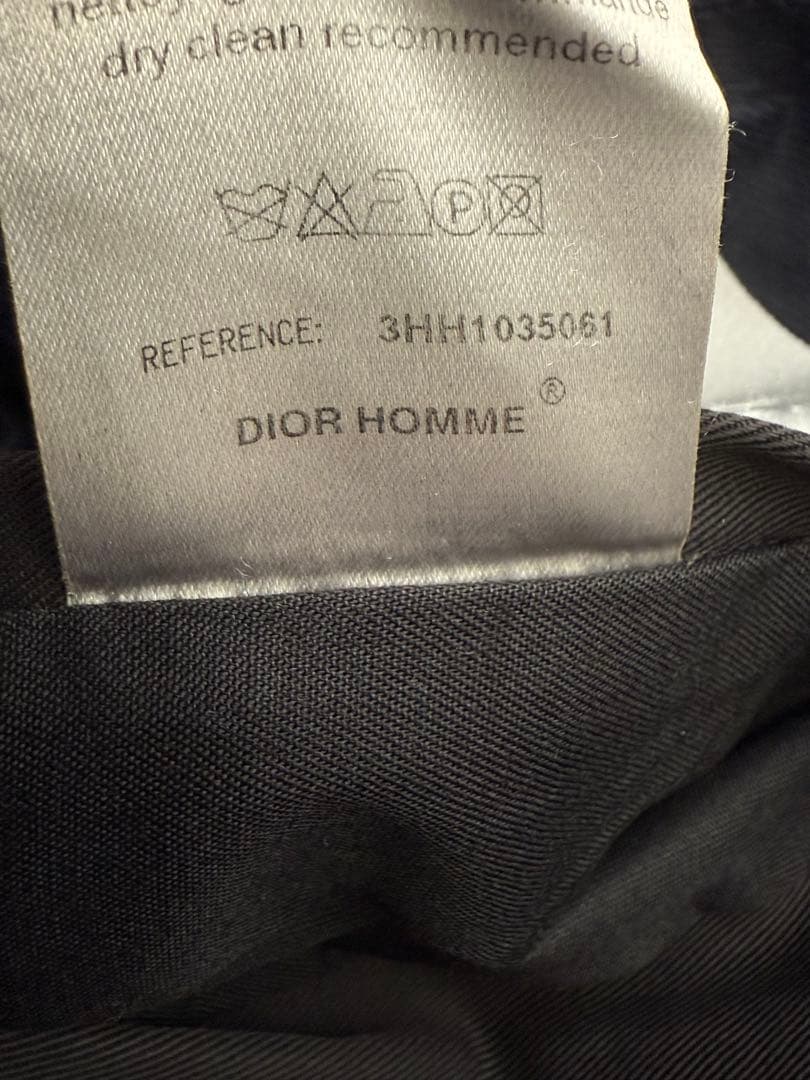 dry clean recommended
P
REFERENCE: 3HH1035061
DIOR HOMME ®